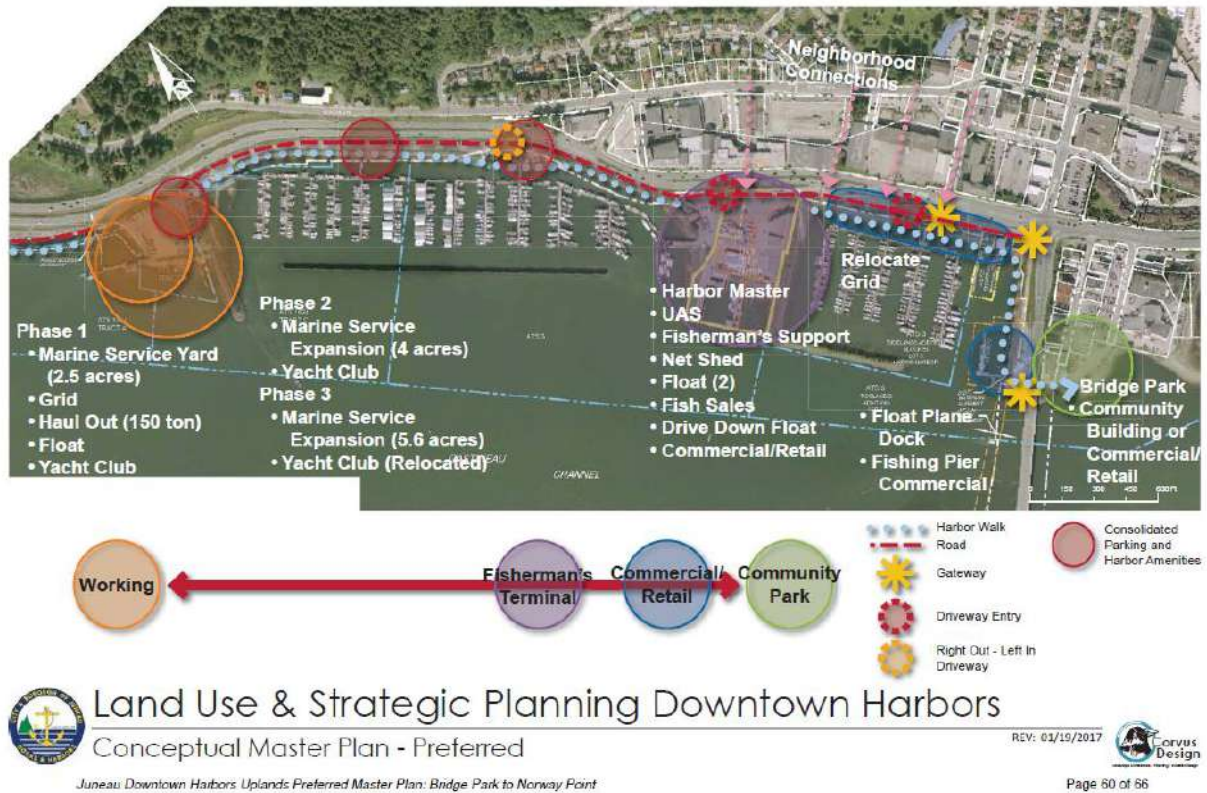 Neighborhood
Connections
Relocate
Grid
Phase 1
• Marine Service Yard
(2.5 acres)
• Grid
• Haul Out (150 ton)
• Float
• Yacht Club
Phase 2
• Marine Service
Expansion (4 acres)
• Yacht Club
Phase 3
• Marine Service
Expansion (5.6 acres)
• Yacht Club (Relocated)
• Harbor Master
• UAS
• Fisherman's Support
• Net Shed
• Float (2)
• Fish Sales
• Drive Down Float
• Commercial/Retail
• Float Plane
Dock
• Fishing Pier
Commercial
Bridge Park
• Community
Building or
Commercial/
Retail
CHANNEL
0 150 300 450 600ft
Working
Fisherman's
Terminal
Commercial/
Retail
Community
Park
Harbor Walk
Road
Gateway
Driveway Entry
Right Out - Left In
Driveway
Consolidated
Parking and
Harbor Amenities
Land Use & Strategic Planning Downtown Harbors
Conceptual Master Plan - Preferred
REV: 01/19/2017
Corvus
Design
Juneau Downtown Harbors Uplands Preferred Master Plan: Bridge Park to Norway Point
Page 60 of 66